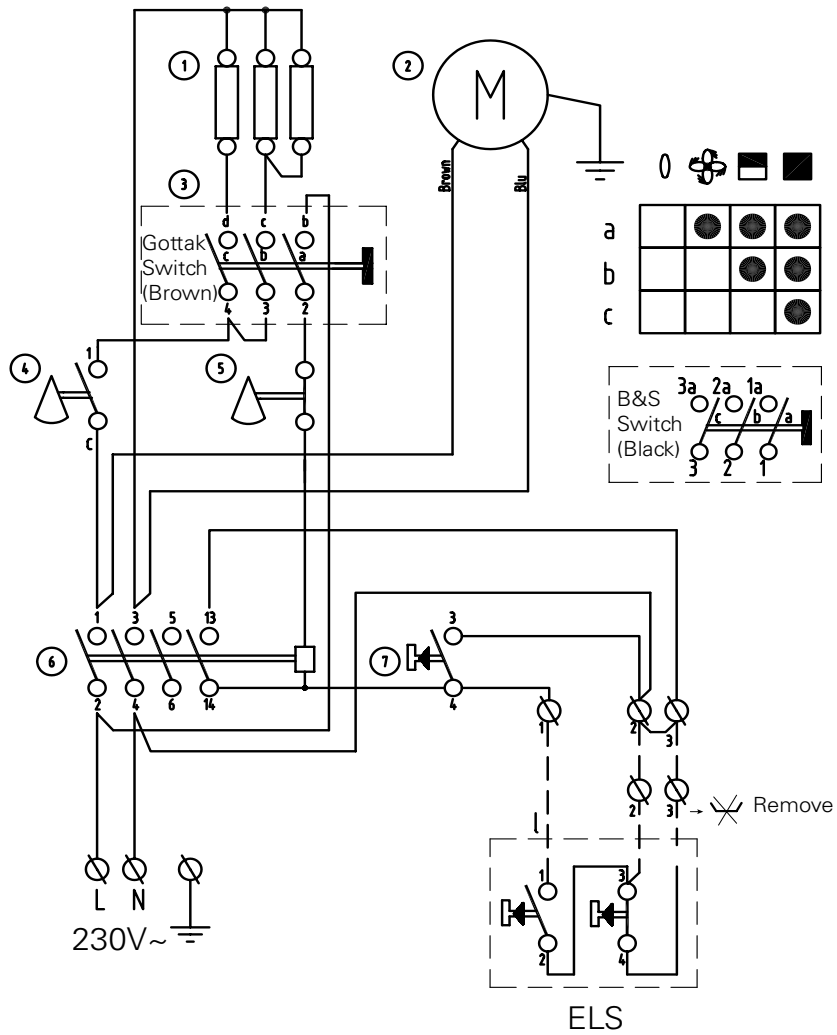 1
2
M
Brown
Blu
3
d c b
Gottak
Switch
(Brown)
c b a
4 3 2
a
b
c
4
1
5
c
B&S
Switch
(Black)
3a 2a 1a
c b a
3 2 1
1 3 5 13
6
2 4 6 14
3
7
4
1 2 3
2 3
Remove
l
1 3
2 4
L N
230V~
ELS